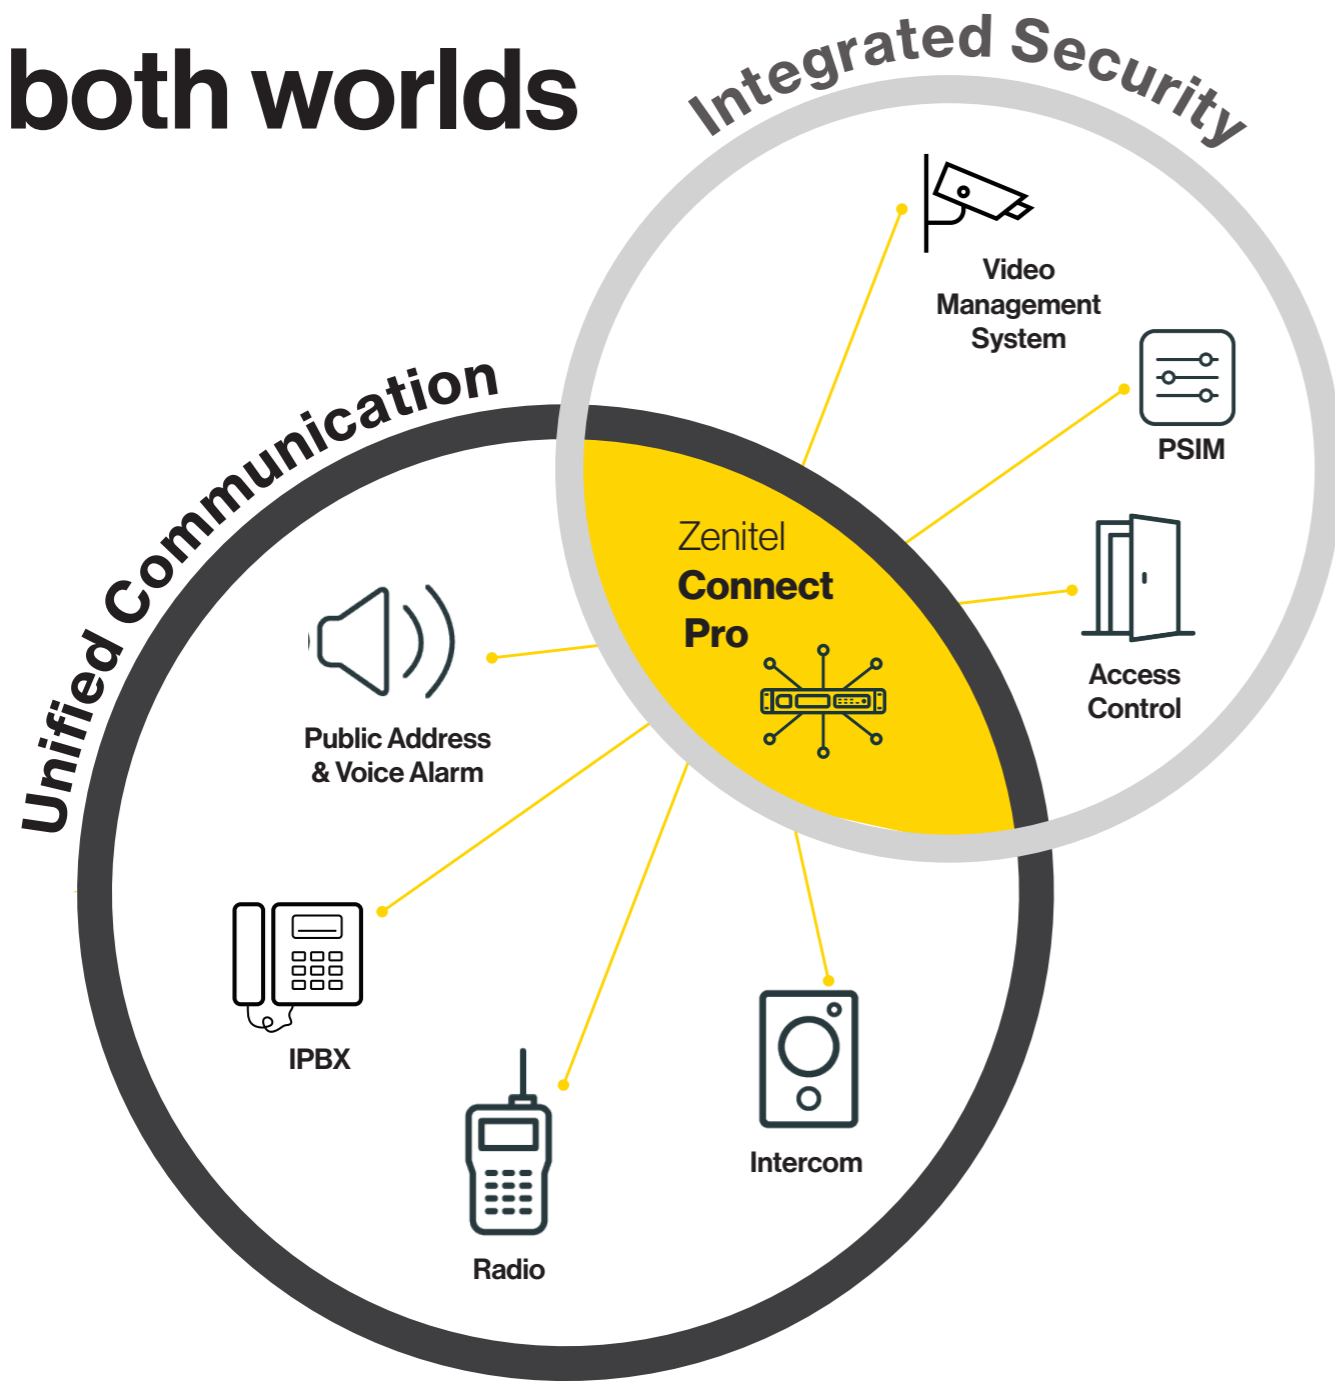 both worlds
Integrated Security
Video
Management
System
PSIM
Access
Control
Unified Communication
Zenitel
Connect
Pro
Public Address
& Voice Alarm
IPBX
Radio
Intercom